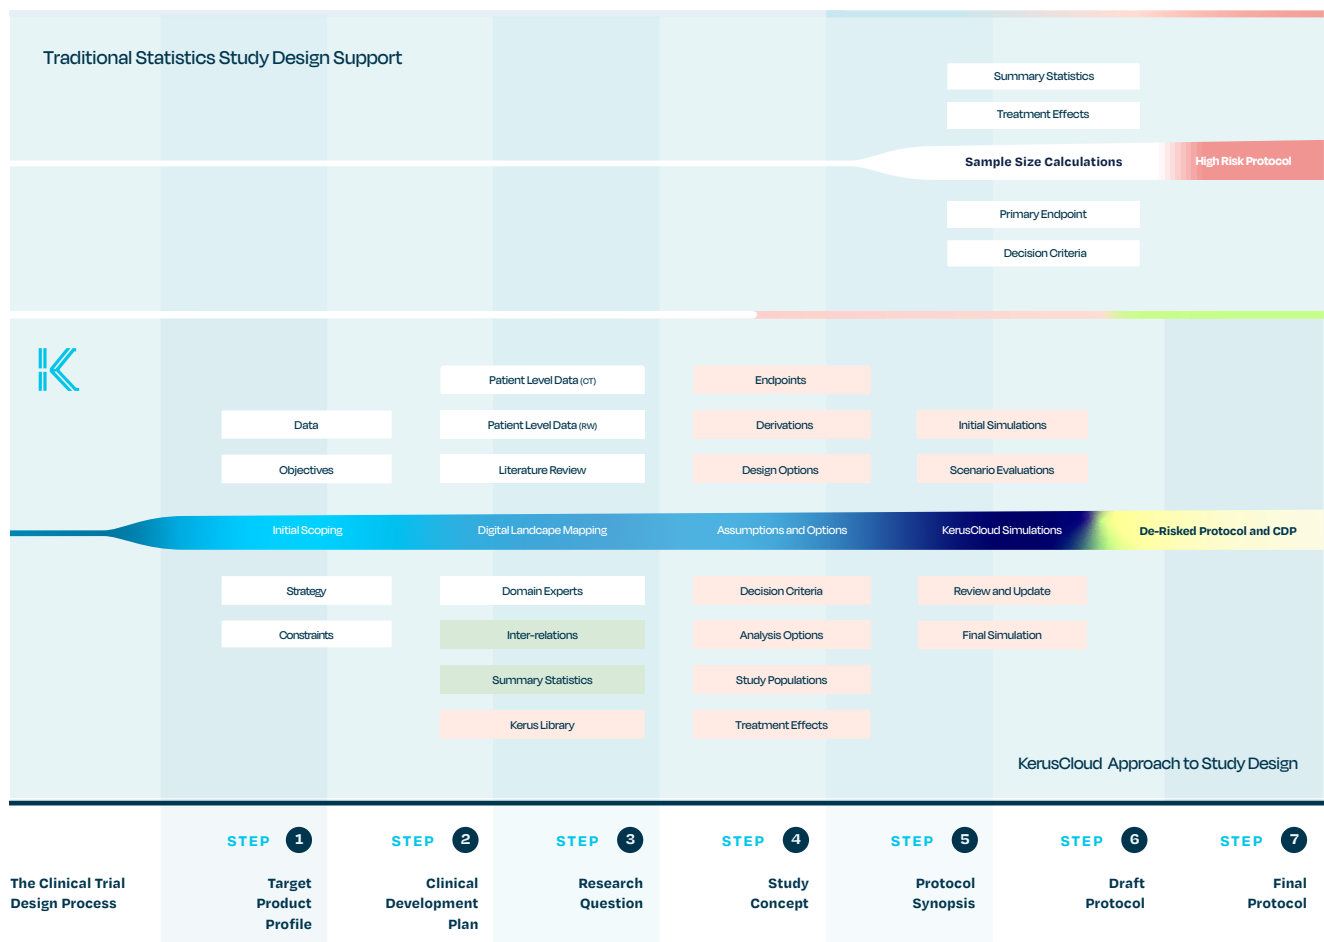 Traditional Statistics Study Design Support
Summary Statistics
Treatment Effects
Sample Size Calculations
High Risk Protocol
Primary Endpoint
Decision Criteria
K
Patient Level Data (CT)
Endpoints
Data
Patient Level Data (RW)
Derivations
Initial Simulations
Objectives
Literature Review
Design Options
Scenario Evaluations
Initial Scoping
Digital Landcape Mapping
Assumptions and Options
KerusCloud Simulations
De-Risked Protocol and CDP
Strategy
Domain Experts
Decision Criteria
Review and Update
Constraints
Inter-relations
Analysis Options
Final Simulation
Summary Statistics
Study Populations
Kerus Library
Treatment Effects
KerusCloud Approach to Study Design
STEP 1
STEP 2
STEP 3
STEP 4
STEP 5
STEP 6
STEP 7
The Clinical Trial
Design Process
Target
Product
Profile
Clinical
Development
Plan
Research
Question
Study
Concept
Protocol
Synopsis
Draft
Protocol
Final
Protocol